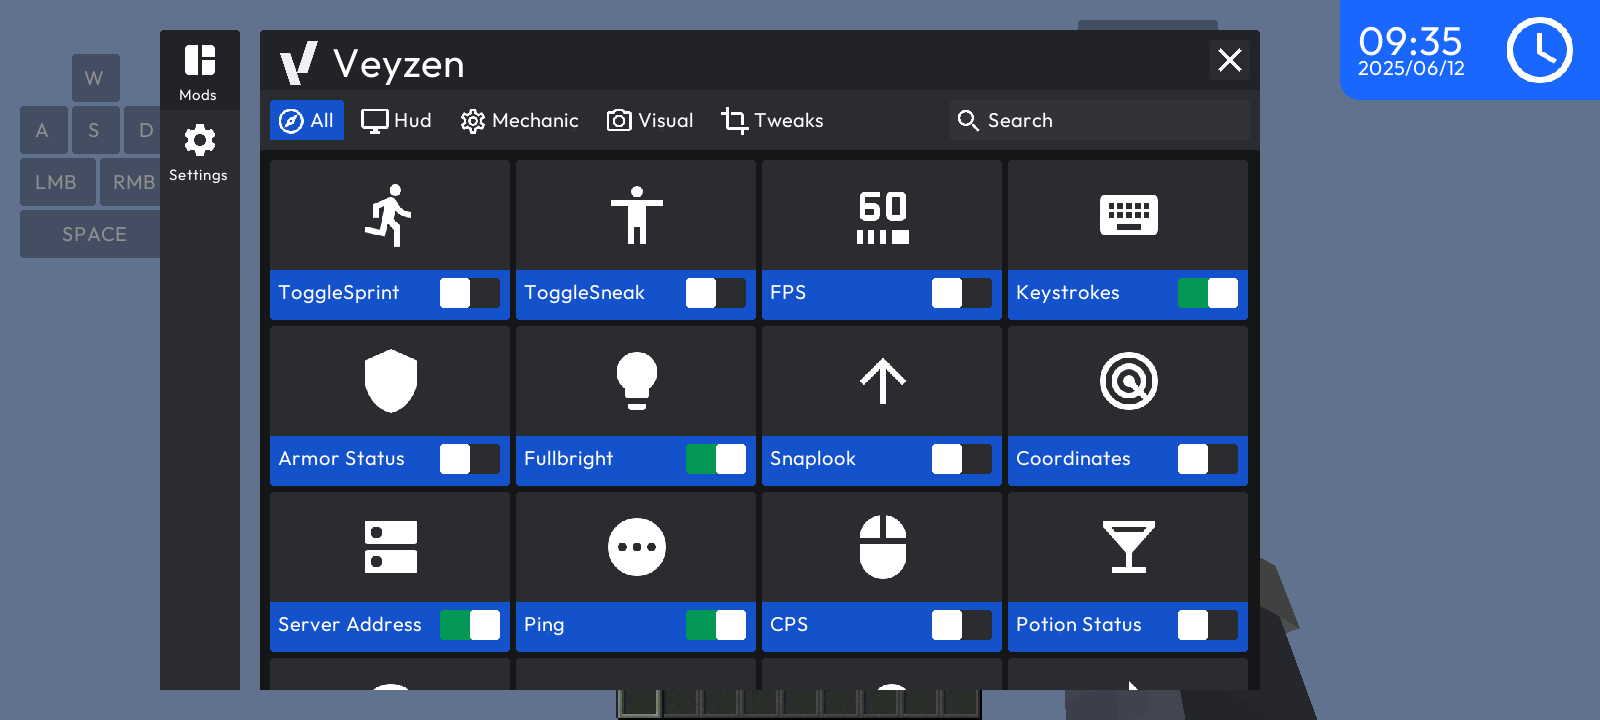 W
A S D
LMB RMB
SPACE
Mods
Settings
Veyzen
09:35
2025/06/12
All Hud Mechanic Visual Tweaks Search
60
ToggleSprint ToggleSneak FPS Keystrokes
Armor Status Fullbright Snaplook Coordinates
Server Address Ping CPS Potion Status